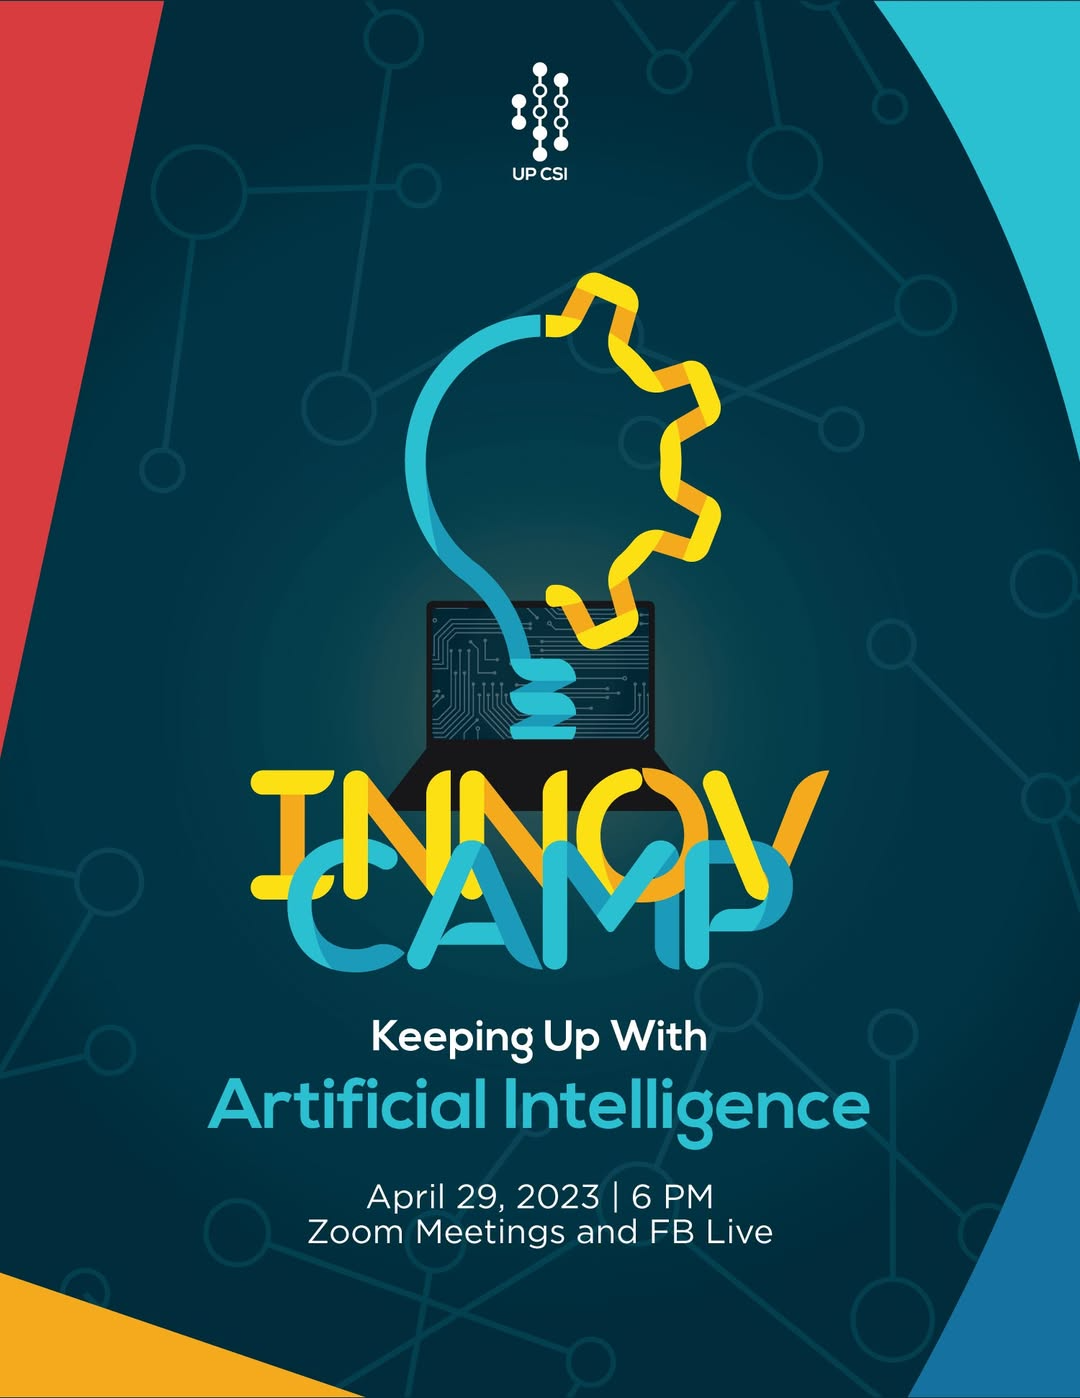 UP CSI
INNOV
CAMP
Keeping Up With
Artificial Intelligence
April 29, 2023 | 6 PM
Zoom Meetings and FB Live